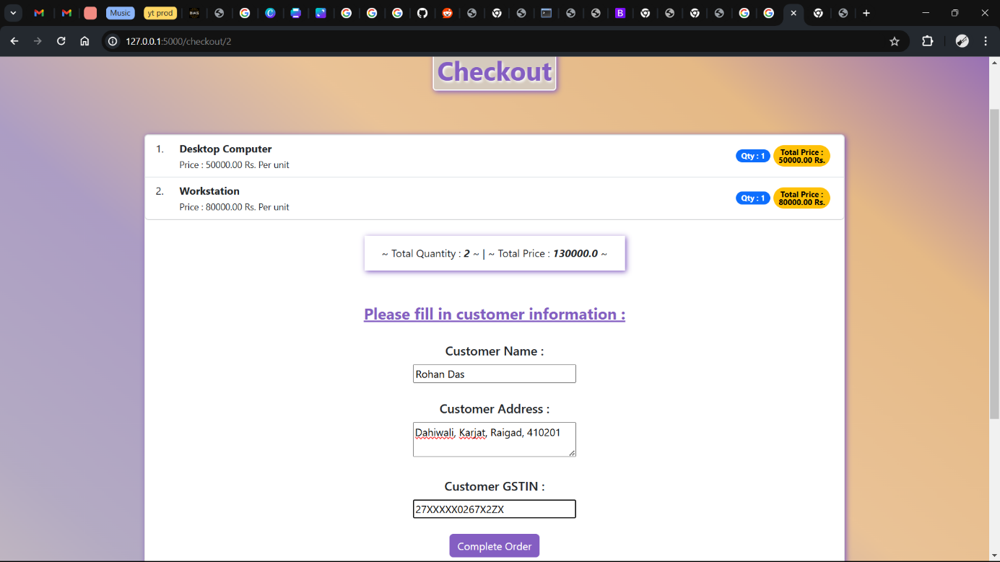 Music
yt prod
BIAS
127.0.0.1:5000/checkout/2
Checkout
1. Desktop Computer
Price : 50000.00 Rs. Per unit
Qty : 1
Total Price :
50000.00 Rs.
2. Workstation
Price : 80000.00 Rs. Per unit
Qty : 1
Total Price :
80000.00 Rs.
~ Total Quantity : 2 ~ | ~ Total Price : 130000.0 ~
Please fill in customer information :
Customer Name :
Rohan Das
Customer Address :
Dahiwali, Karjat, Raigad, 410201
Customer GSTIN :
27XXXXX0267X2ZX
Complete Order